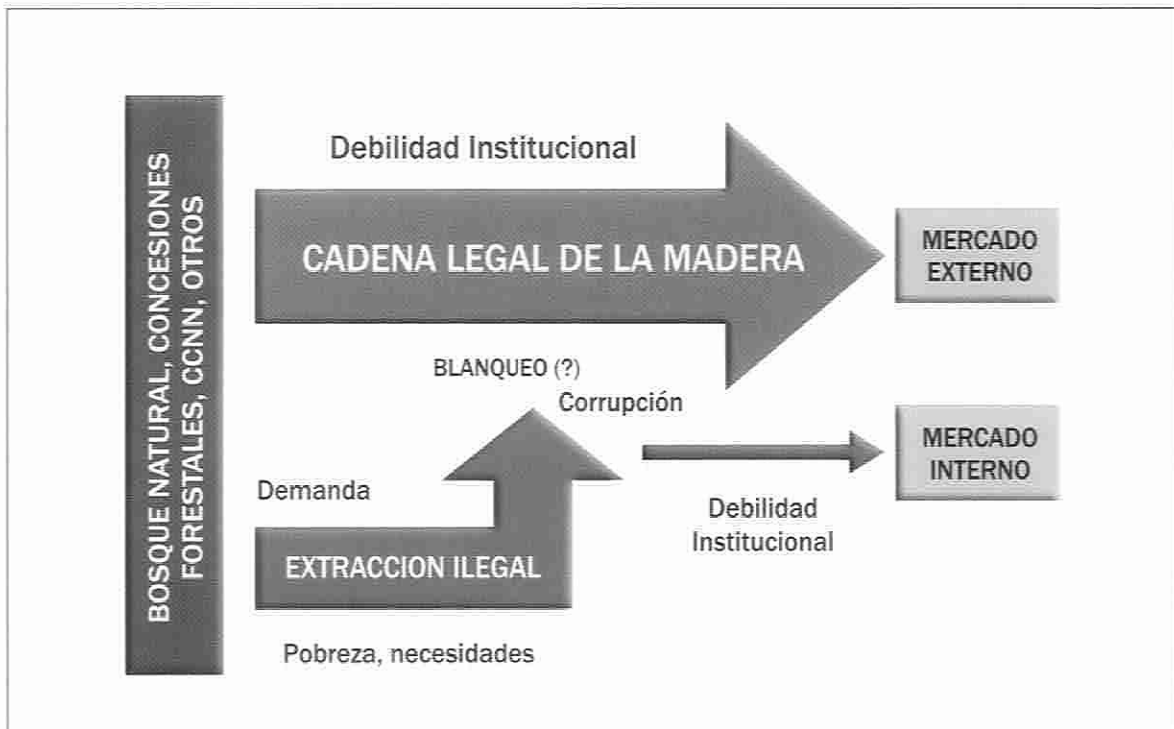 BOSQUE NATURAL, CONCESIONES
FORESTALES, CCNN, OTROS
Debilidad Institucional
CADENA LEGAL DE LA MADERA
MERCADO
EXTERNO
BLANQUEO (?)
Corrupción
MERCADO
INTERNO
Demanda
Debilidad
Institucional
EXTRACCION ILEGAL
Pobreza, necesidades